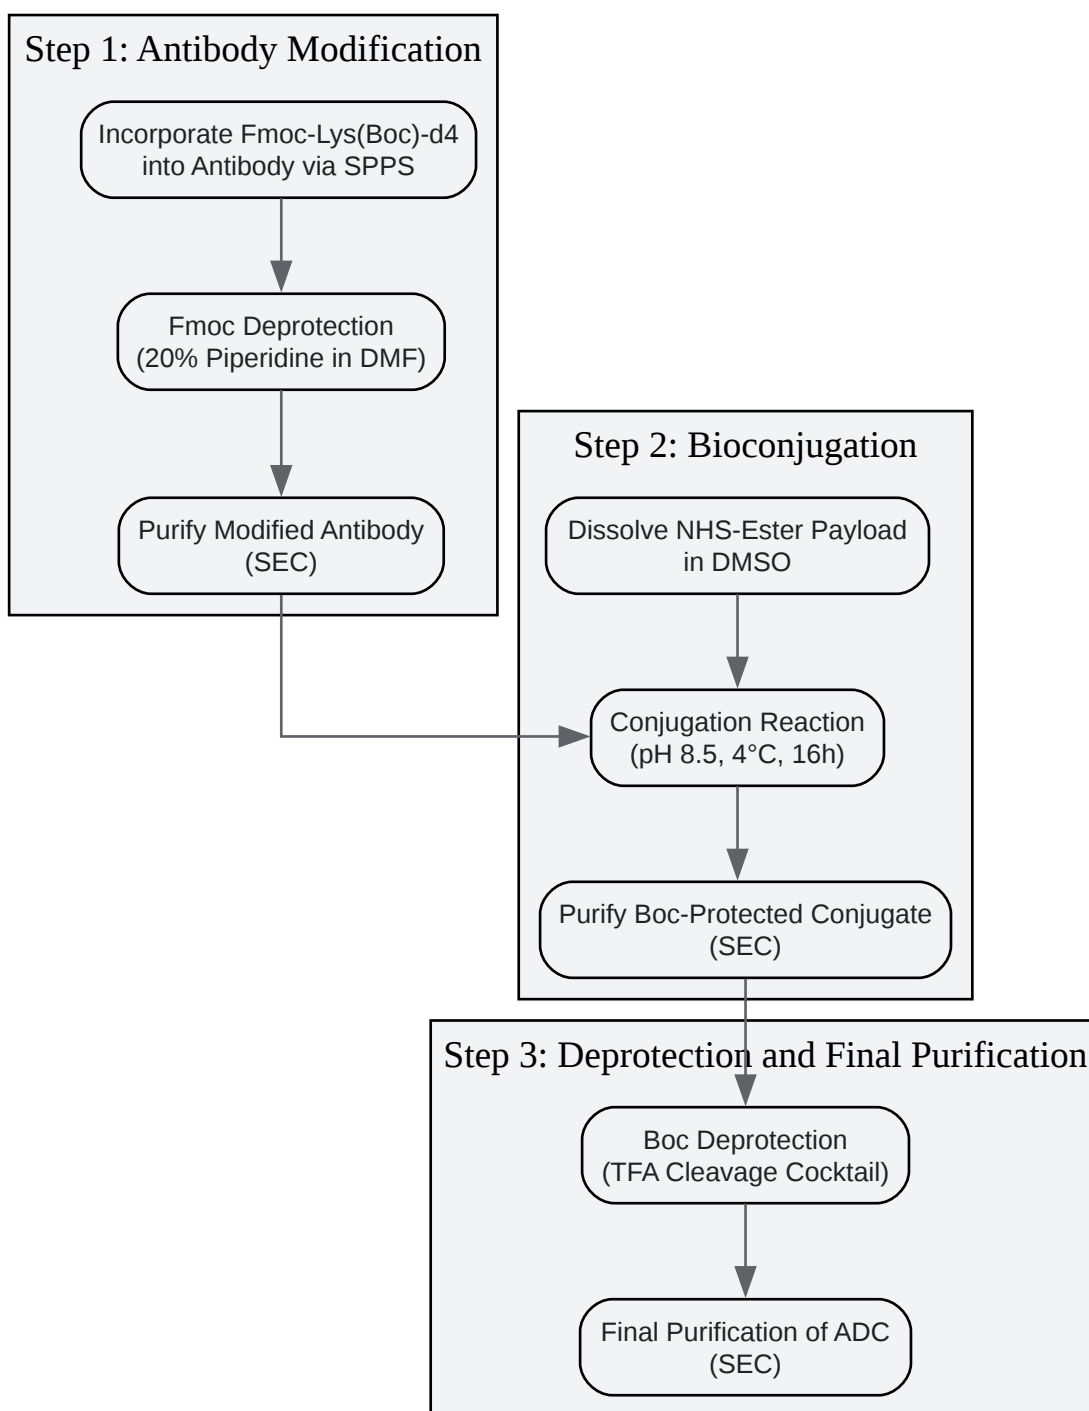 Step 1: Antibody Modification
Incorporate Fmoc-Lys(Boc)-d4
into Antibody via SPPS
Fmoc Deprotection
(20% Piperidine in DMF)
Purify Modified Antibody
(SEC)
Step 2: Bioconjugation
Dissolve NHS-Ester Payload
in DMSO
Conjugation Reaction
(pH 8.5, 4°C, 16h)
Purify Boc-Protected Conjugate
(SEC)
Step 3: Deprotection and Final Purification
Boc Deprotection
(TFA Cleavage Cocktail)
Final Purification of ADC
(SEC)